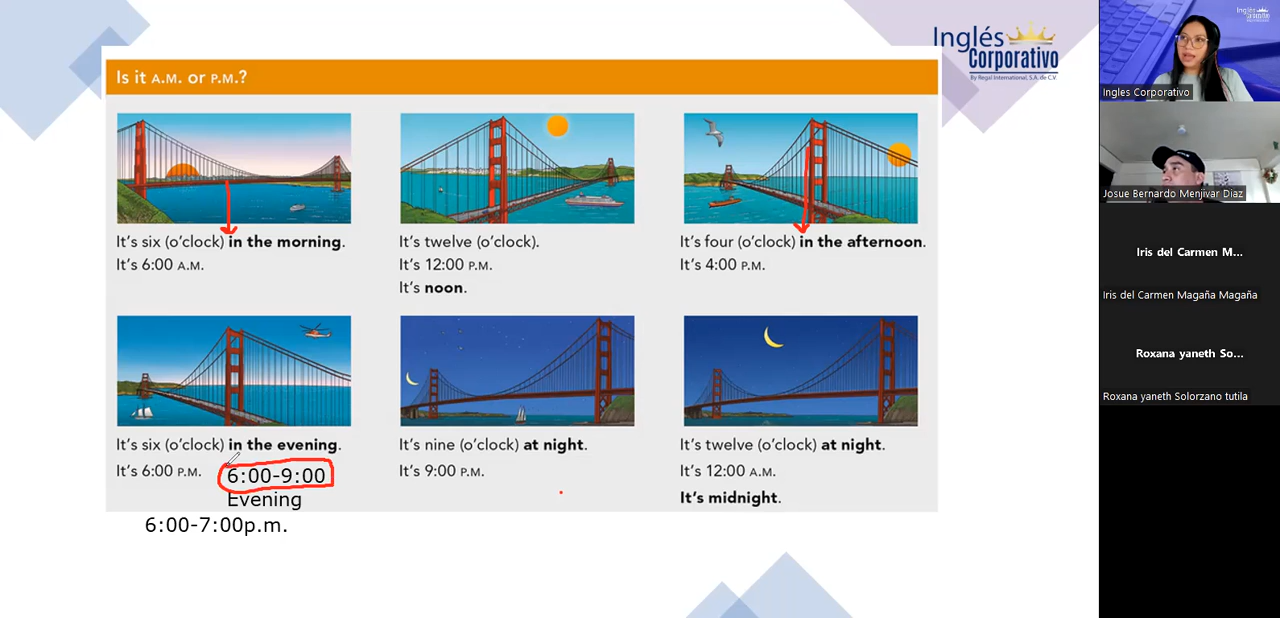 Inglés
Corporativo
By Regal International, S.A. de C.V.
Is it A.M. or P.M.?
It's six (o'clock) in the morning.
It's 6:00 A.M.
It's twelve (o'clock).
It's 12:00 P.M.
It's noon.
It's four (o'clock) in the afternoon.
It's 4:00 P.M.
It's six (o'clock) in the evening.
It's 6:00 P.M.
6:00-9:00
Evening
6:00-7:00p.m.
It's nine (o'clock) at night.
It's 9:00 P.M.
It's twelve (o'clock) at night.
It's 12:00 A.M.
It's midnight.
Ingles Corporativo
Josue Bernardo Menjivar Diaz
Iris del Carmen M...
Iris del Carmen Magaña Magaña
Roxana yaneth So...
Roxana yaneth Solorzano tutila